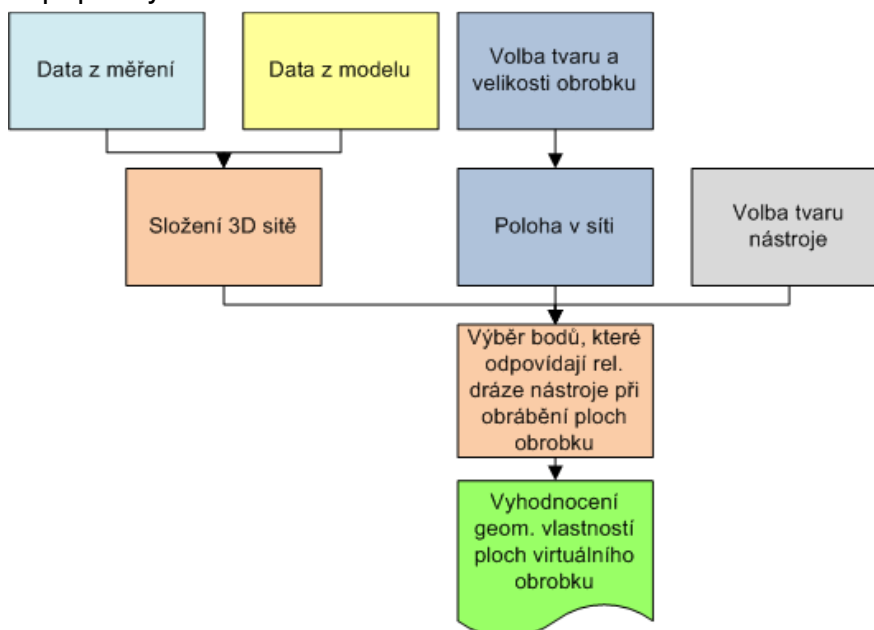 Data z měření
Data z modelu
Volba tvaru a
velikosti obrobku
Složení 3D sitě
Poloha v síti
Volba tvaru
nástroje
Výběr bodů, které
odpovídají rel.
dráze nástroje při
obrábění ploch
obrobku
Vyhodnocení
geom. vlastností
ploch virtuálního
obrobku